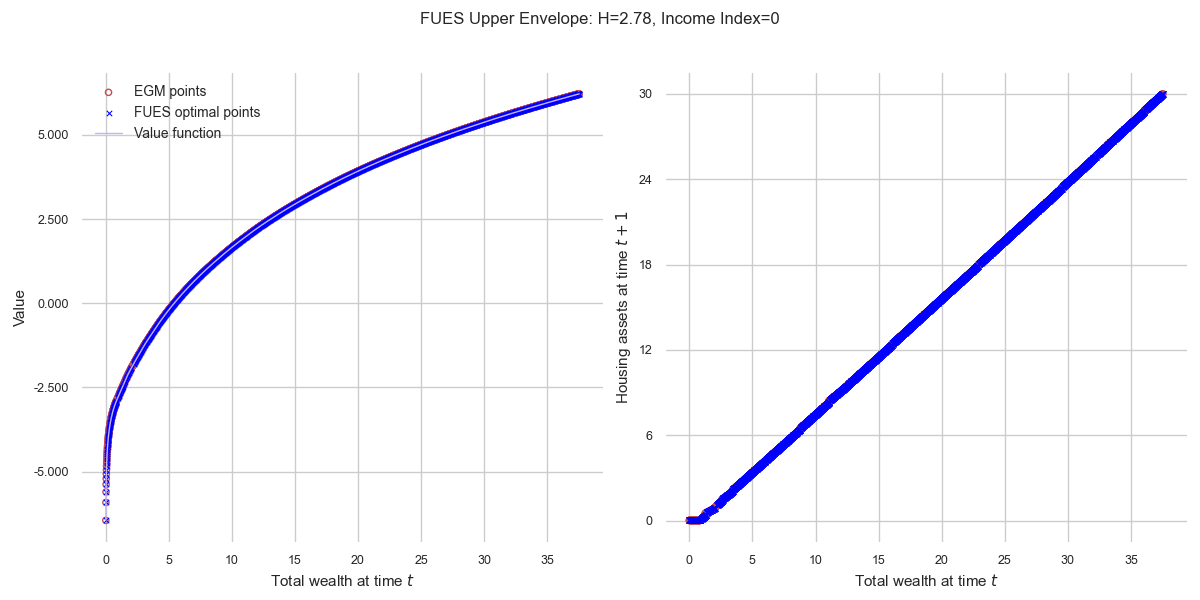 FUES Upper Envelope: H=2.78, Income Index=0
EGM points
FUES optimal points
Value function
Value
5.000
2.500
0.000
-2.500
-5.000
0 5 10 15 20 25 30 35
Total wealth at time t
Housing assets at time t + 1
30
24
18
12
6
0
0 5 10 15 20 25 30 35
Total wealth at time t